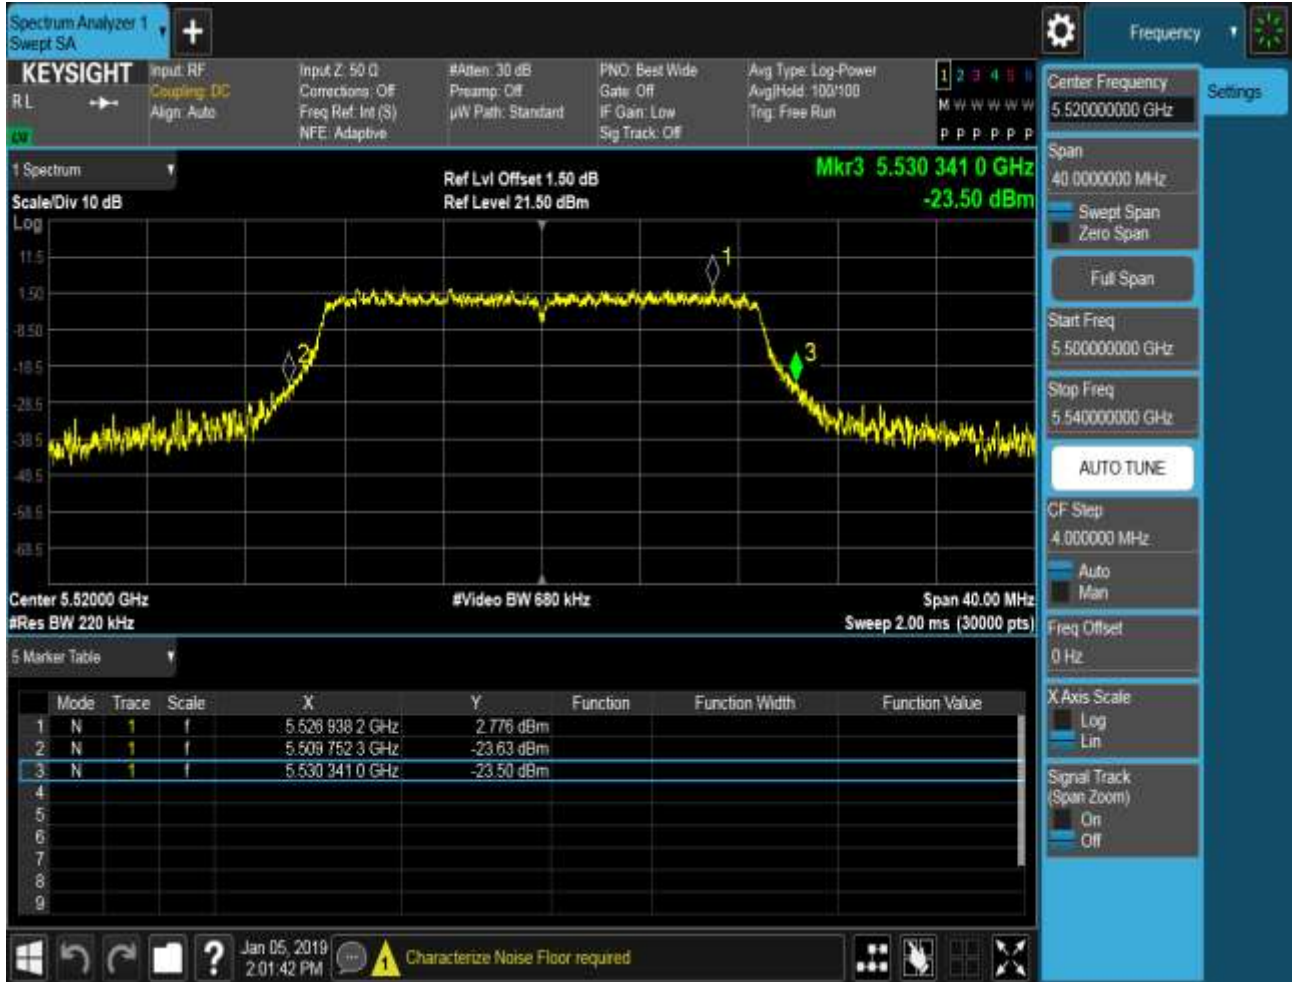 Spectrum Analyzer 1
Swept SA
Frequency
KEYSIGHT
RL
Input: RF
Coupling: DC
Align: Auto
Input Z: 50 Ω
Corrections: Off
Freq Ref: Int (S)
NFE: Adaptive
#Atten: 30 dB
Preamp: Off
µW Path: Standard
PNO: Best Wide
Gate: Off
IF Gain: Low
Sig Track: Off
Avg Type: Log-Power
Avg|Hold: 100/100
Trig: Free Run
1 2 3 4 5 6
M W W W W W
P P P P P P
1 Spectrum
Scale/Div 10 dB
Ref Lvl Offset 1.50 dB
Ref Level 21.50 dBm
Mkr3 5.530 341 0 GHz
-23.50 dBm
Log
11.5
1.50
-8.50
-18.5
-28.5
-38.5
-48.5
-58.5
-68.5
1
2
3
Center 5.52000 GHz
#Res BW 220 kHz
#Video BW 680 kHz
Span 40.00 MHz
Sweep 2.00 ms (30000 pts)
5 Marker Table
Mode Trace Scale X Y Function Function Width Function Value
1 N 1 f 5.526 938 2 GHz 2.776 dBm
2 N 1 f 5.509 752 3 GHz -23.63 dBm
3 N 1 f 5.530 341 0 GHz -23.50 dBm
4
5
6
7
8
9
Jan 05, 2019
2:01:42 PM
1
Characterize Noise Floor required
Settings
Center Frequency
5.520000000 GHz
Span
40.0000000 MHz
Swept Span
Zero Span
Full Span
Start Freq
5.500000000 GHz
Stop Freq
5.540000000 GHz
AUTO TUNE
CF Step
4.000000 MHz
Auto
Man
Freq Offset
0 Hz
X Axis Scale
Log
Lin
Signal Track
(Span Zoom)
On
Off